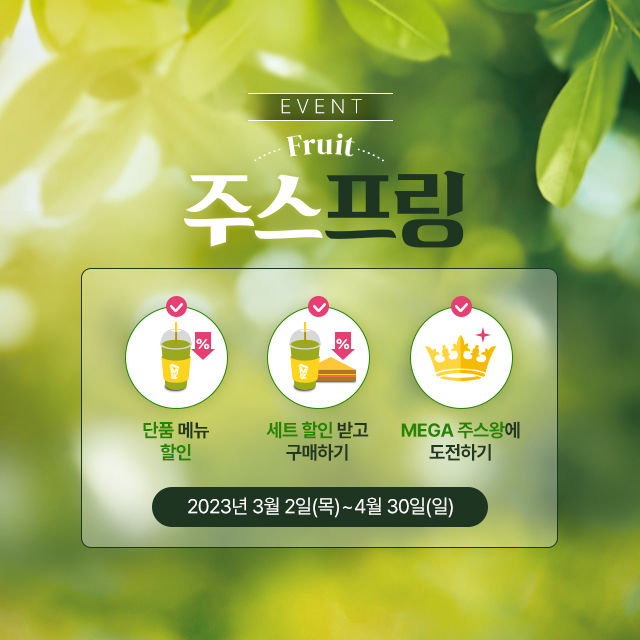 EVENT
Fruit
주스프링
%
%
단품 메뉴
할인
세트 할인 받고
구매하기
MEGA 주스왕에
도전하기
2023년 3월 2일(목)~4월 30일(일)